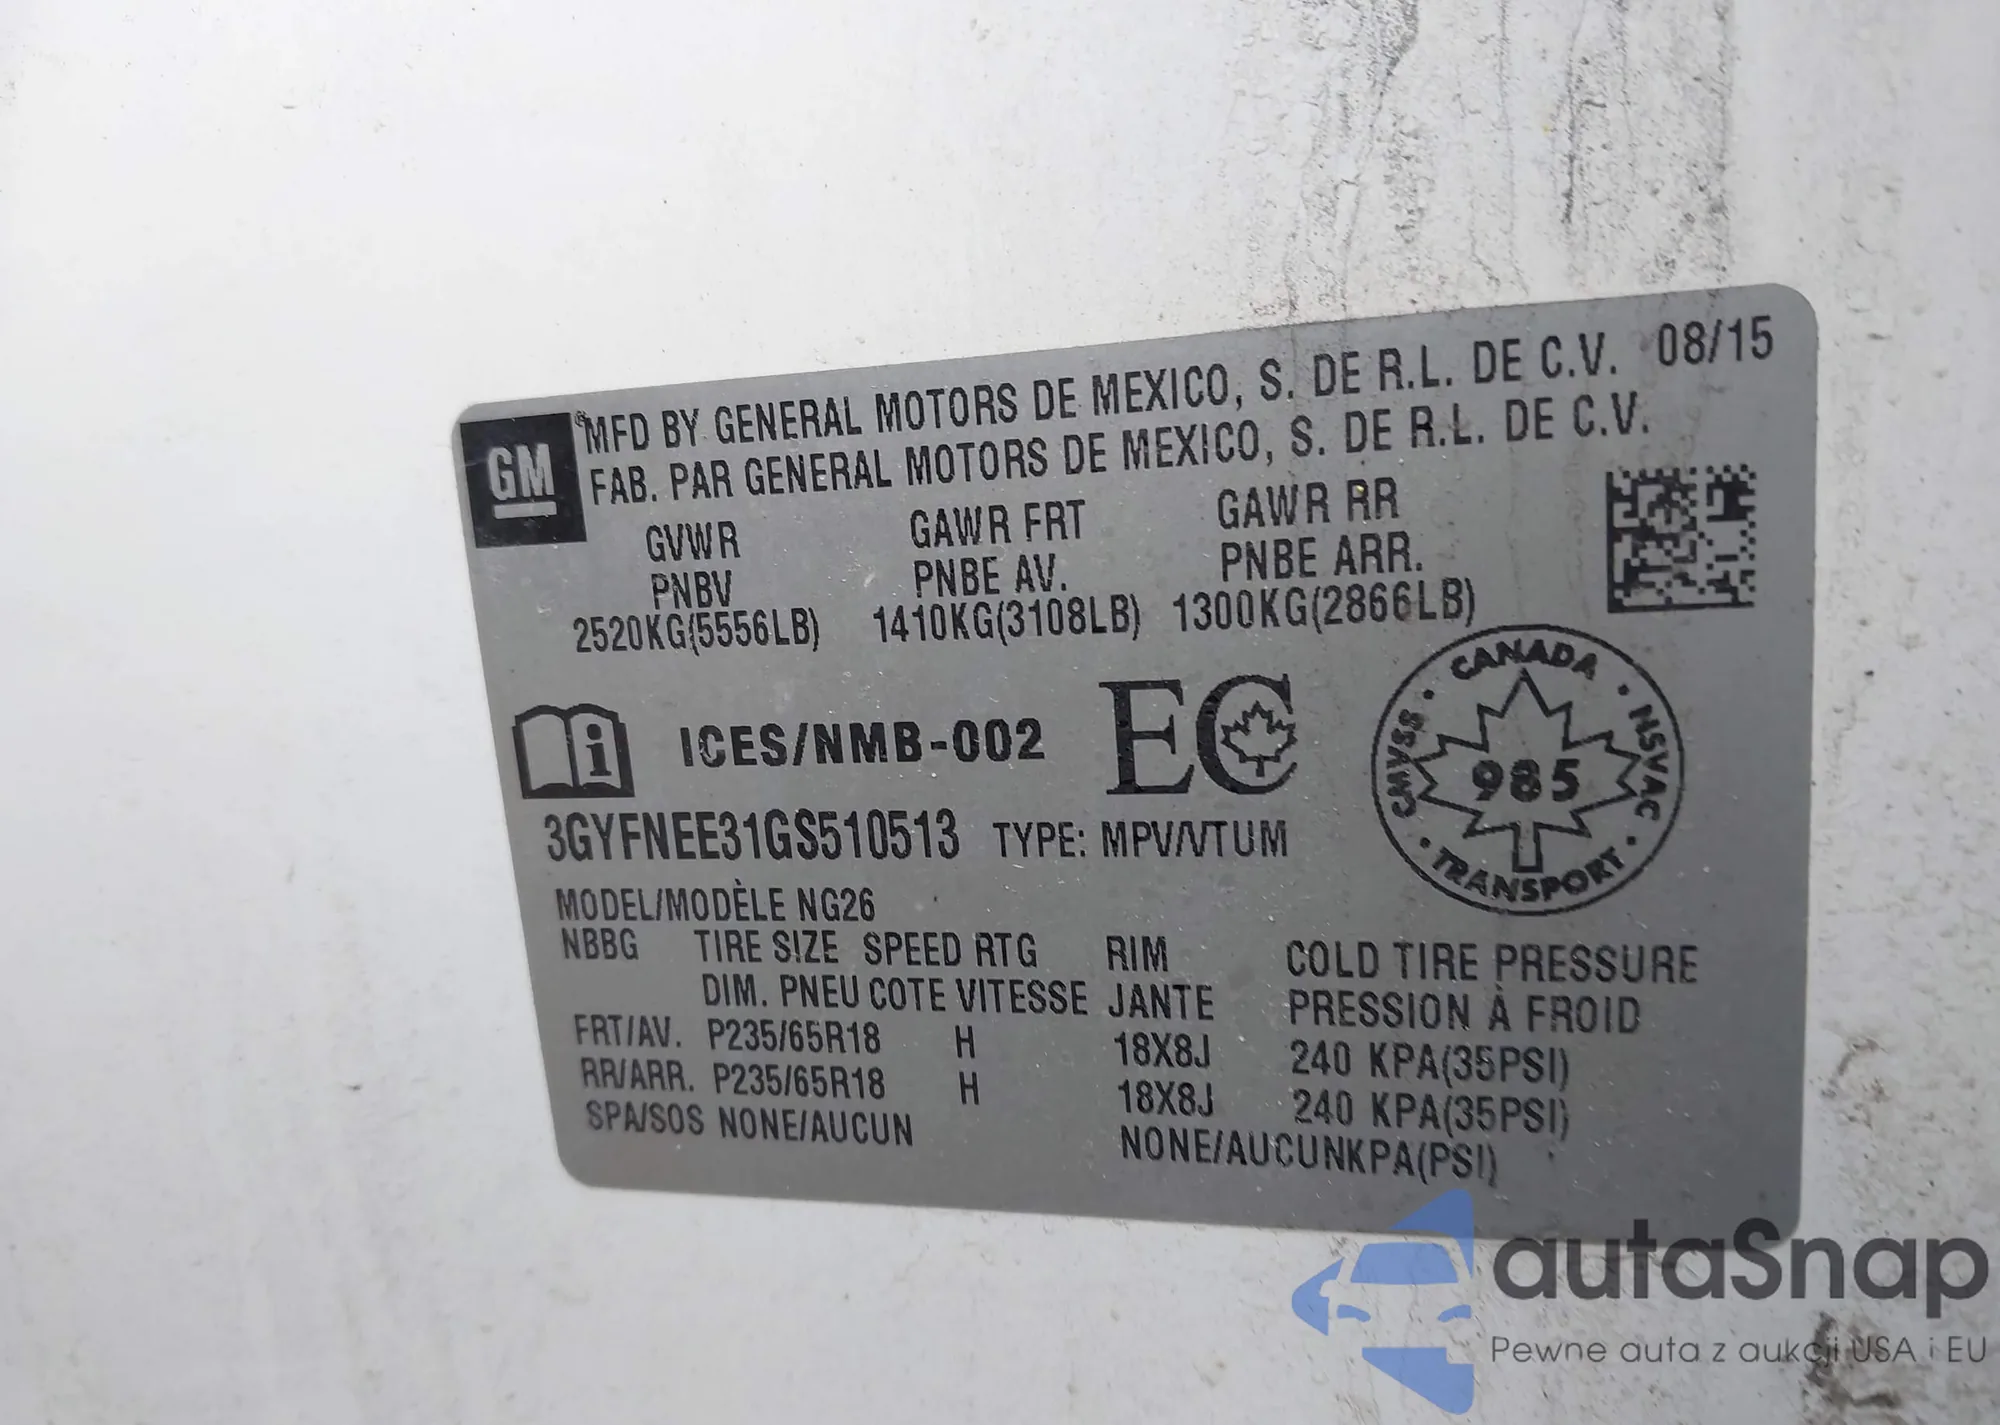 GM
MFD BY GENERAL MOTORS DE MEXICO, S. DE R.L. DE C.V. 08/15
FAB. PAR GENERAL MOTORS DE MEXICO, S. DE R.L. DE C.V.
GVWR GAWR FRT GAWR RR
PNBV PNBE AV. PNBE ARR.
2520KG(5556LB) 1410KG(3108LB) 1300KG(2866LB)
i ICES/NMB-002 EC
CANADA
CMVSS NSVAC
985
TRANSPORT
3GYFNEE31GS510513 TYPE: MPV/VTUM
MODEL/MODÈLE NG26
NBBG TIRE SIZE SPEED RTG RIM COLD TIRE PRESSURE
DIM. PNEU COTE VITESSE JANTE PRESSION À FROID
FRT/AV. P235/65R18 H 18X8J 240 KPA(35PSI)
RR/ARR. P235/65R18 H 18X8J 240 KPA(35PSI)
SPA/SOS NONE/AUCUN NONE/AUCUNKPA(PSI)
autaSnap
Pewne auta z aukcji USA i EU